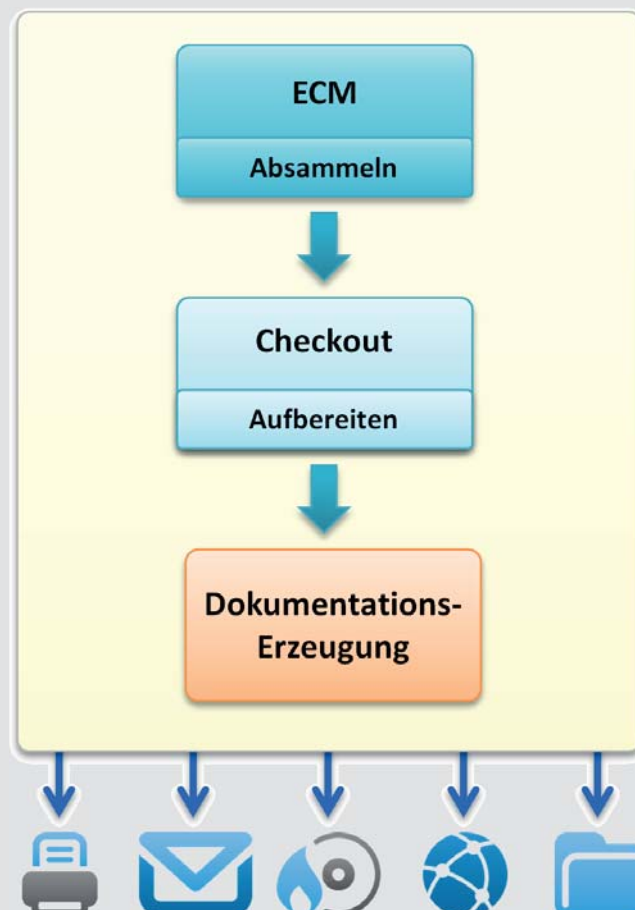 ECM
Absammeln
Checkout
Aufbereiten
Dokumentations-
Erzeugung